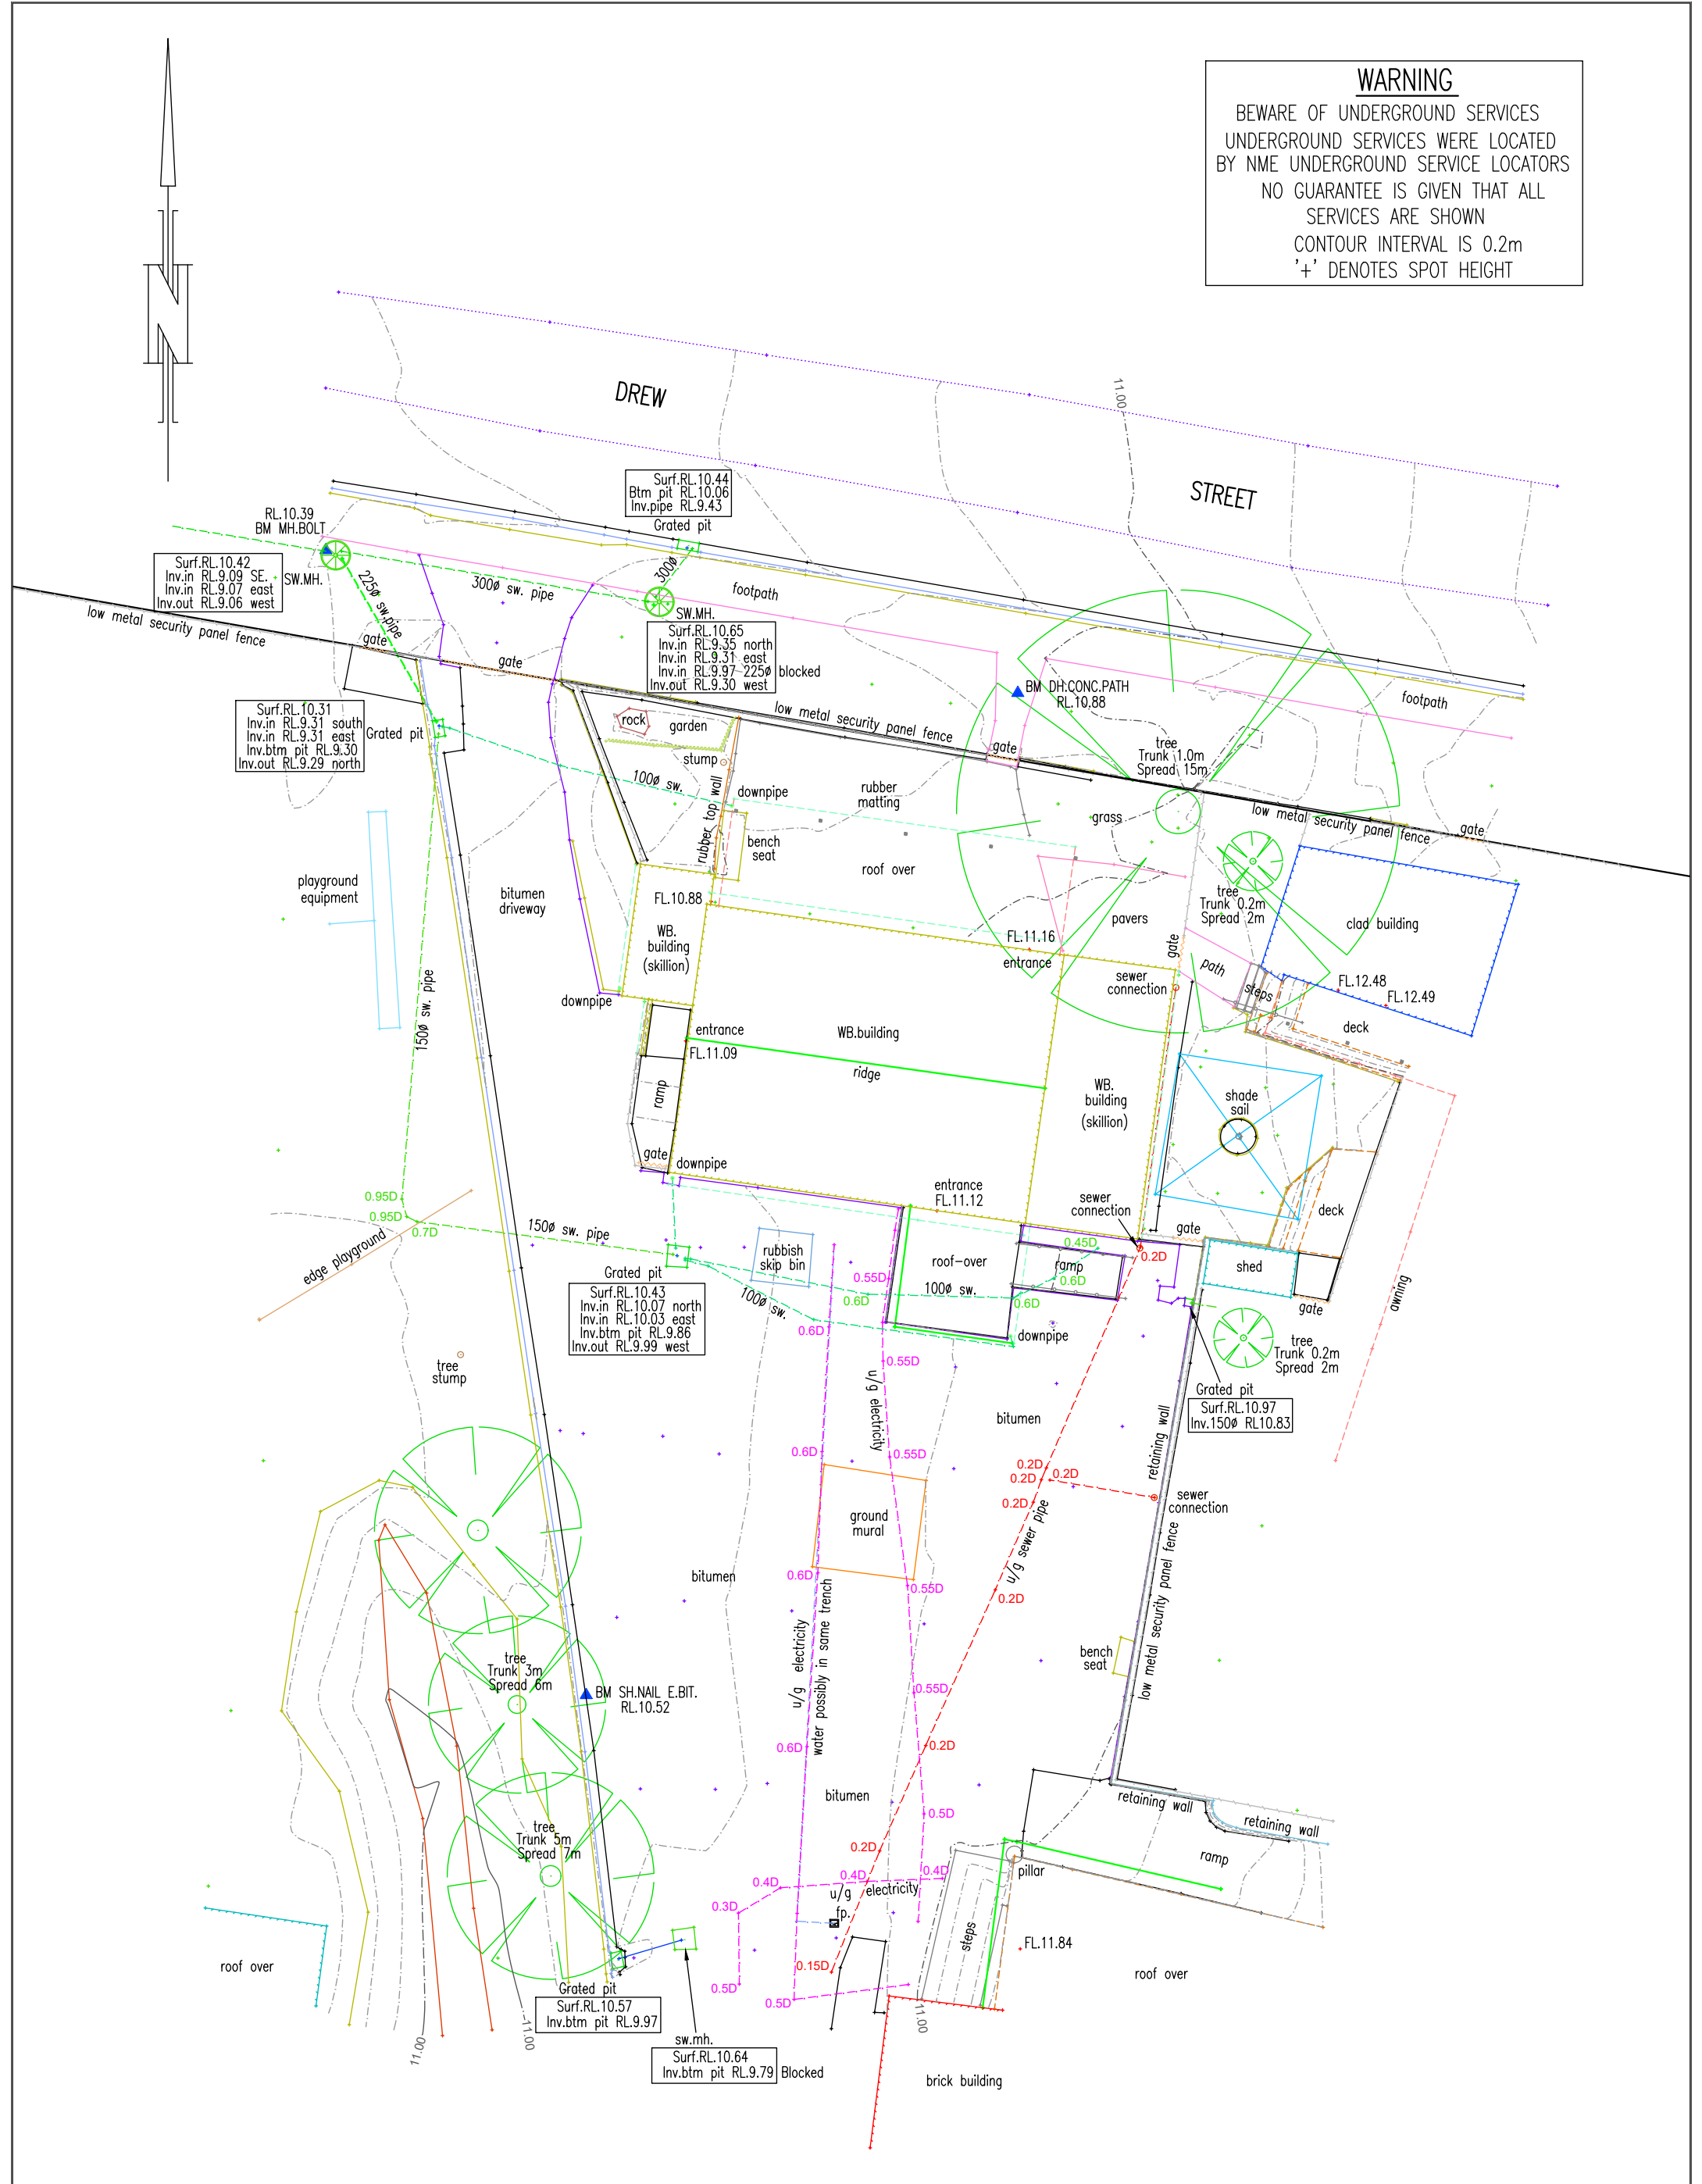 WARNING
BEWARE OF UNDERGROUND SERVICES
UNDERGROUND SERVICES WERE LOCATED
BY NME UNDERGROUND SERVICE LOCATORS
NO GUARANTEE IS GIVEN THAT ALL
SERVICES ARE SHOWN
CONTOUR INTERVAL IS 0.2m
'+' DENOTES SPOT HEIGHT
N
DREW
STREET
11.00
Surf.RL.10.44
Btm pit RL.10.06
Inv.pipe RL.9.43
Grated pit
RL.10.39
BM MH.BOLT
Surf.RL.10.42
Inv.in RL.9.09 SE.
Inv.in RL.9.07 east
Inv.out RL.9.06 west
SW.MH.
225Ø sw.pipe
300Ø sw. pipe
300Ø
footpath
low metal security panel fence
gate
gate
SW.MH.
Surf.RL.10.65
Inv.in RL.9.35 north
Inv.in RL.9.31 east
Inv.in RL.9.97 225Ø blocked
Inv.out RL.9.30 west
BM DH.CONC.PATH
RL.10.88
footpath
Surf.RL.10.31
Inv.in RL.9.31 south
Inv.in RL.9.31 east
Inv.btm pit RL.9.30
Inv.out RL.9.29 north
Grated pit
rock
garden
low metal security panel fence
gate
tree
Trunk 1.0m
Spread 15m
stump
100Ø sw.
downpipe
rubber
matting
rubber top wall
grass
low metal security panel fence
gate
bench
seat
roof over
playground
equipment
bitumen
driveway
FL.10.88
tree
Trunk 0.2m
Spread 2m
clad building
pavers
WB.
building
(skillion)
FL.11.16
entrance
gate
path
sewer
connection
steps
FL.12.48
FL.12.49
deck
downpipe
150Ø sw. pipe
entrance
FL.11.09
WB.building
ridge
ramp
WB.
building
(skillion)
shade
sail
gate
downpipe
entrance
FL.11.12
sewer
connection
deck
gate
0.95D
0.95D
0.7D
150Ø sw. pipe
edge playground
rubbish
skip bin
roof-over
0.45D
ramp
0.6D
0.2D
shed
gate
awning
Grated pit
Surf.RL.10.43
Inv.in RL.10.07 north
Inv.in RL.10.03 east
Inv.btm pit RL.9.86
Inv.out RL.9.99 west
100Ø sw.
0.55D
0.6D
100Ø sw.
0.6D
0.6D
downpipe
tree
Trunk 0.2m
Spread 2m
tree
stump
0.55D
u/g electricity
Grated pit
Surf.RL.10.97
Inv.150Ø RL10.83
bitumen
retaining wall
0.6D
0.55D
0.2D
0.2D
0.2D
0.2D
sewer
connection
ground
mural
u/g sewer pipe
bitumen
0.6D
0.55D
0.2D
low metal security panel fence
u/g electricity
water possibly in same trench
tree
Trunk 3m
Spread 6m
BM SH.NAIL E.BIT.
RL.10.52
bench
seat
0.55D
0.6D
0.2D
bitumen
0.5D
retaining wall
retaining wall
tree
Trunk 5m
Spread 7m
0.2D
ramp
pillar
0.4D
0.4D
0.4D
u/g electricity
0.3D
fp.
steps
FL.11.84
roof over
roof over
0.15D
0.5D
0.5D
Grated pit
Surf.RL.10.57
Inv.btm pit RL.9.97
11.00
11.00
11.00
sw.mh.
Surf.RL.10.64
Inv.btm pit RL.9.79 Blocked
brick building